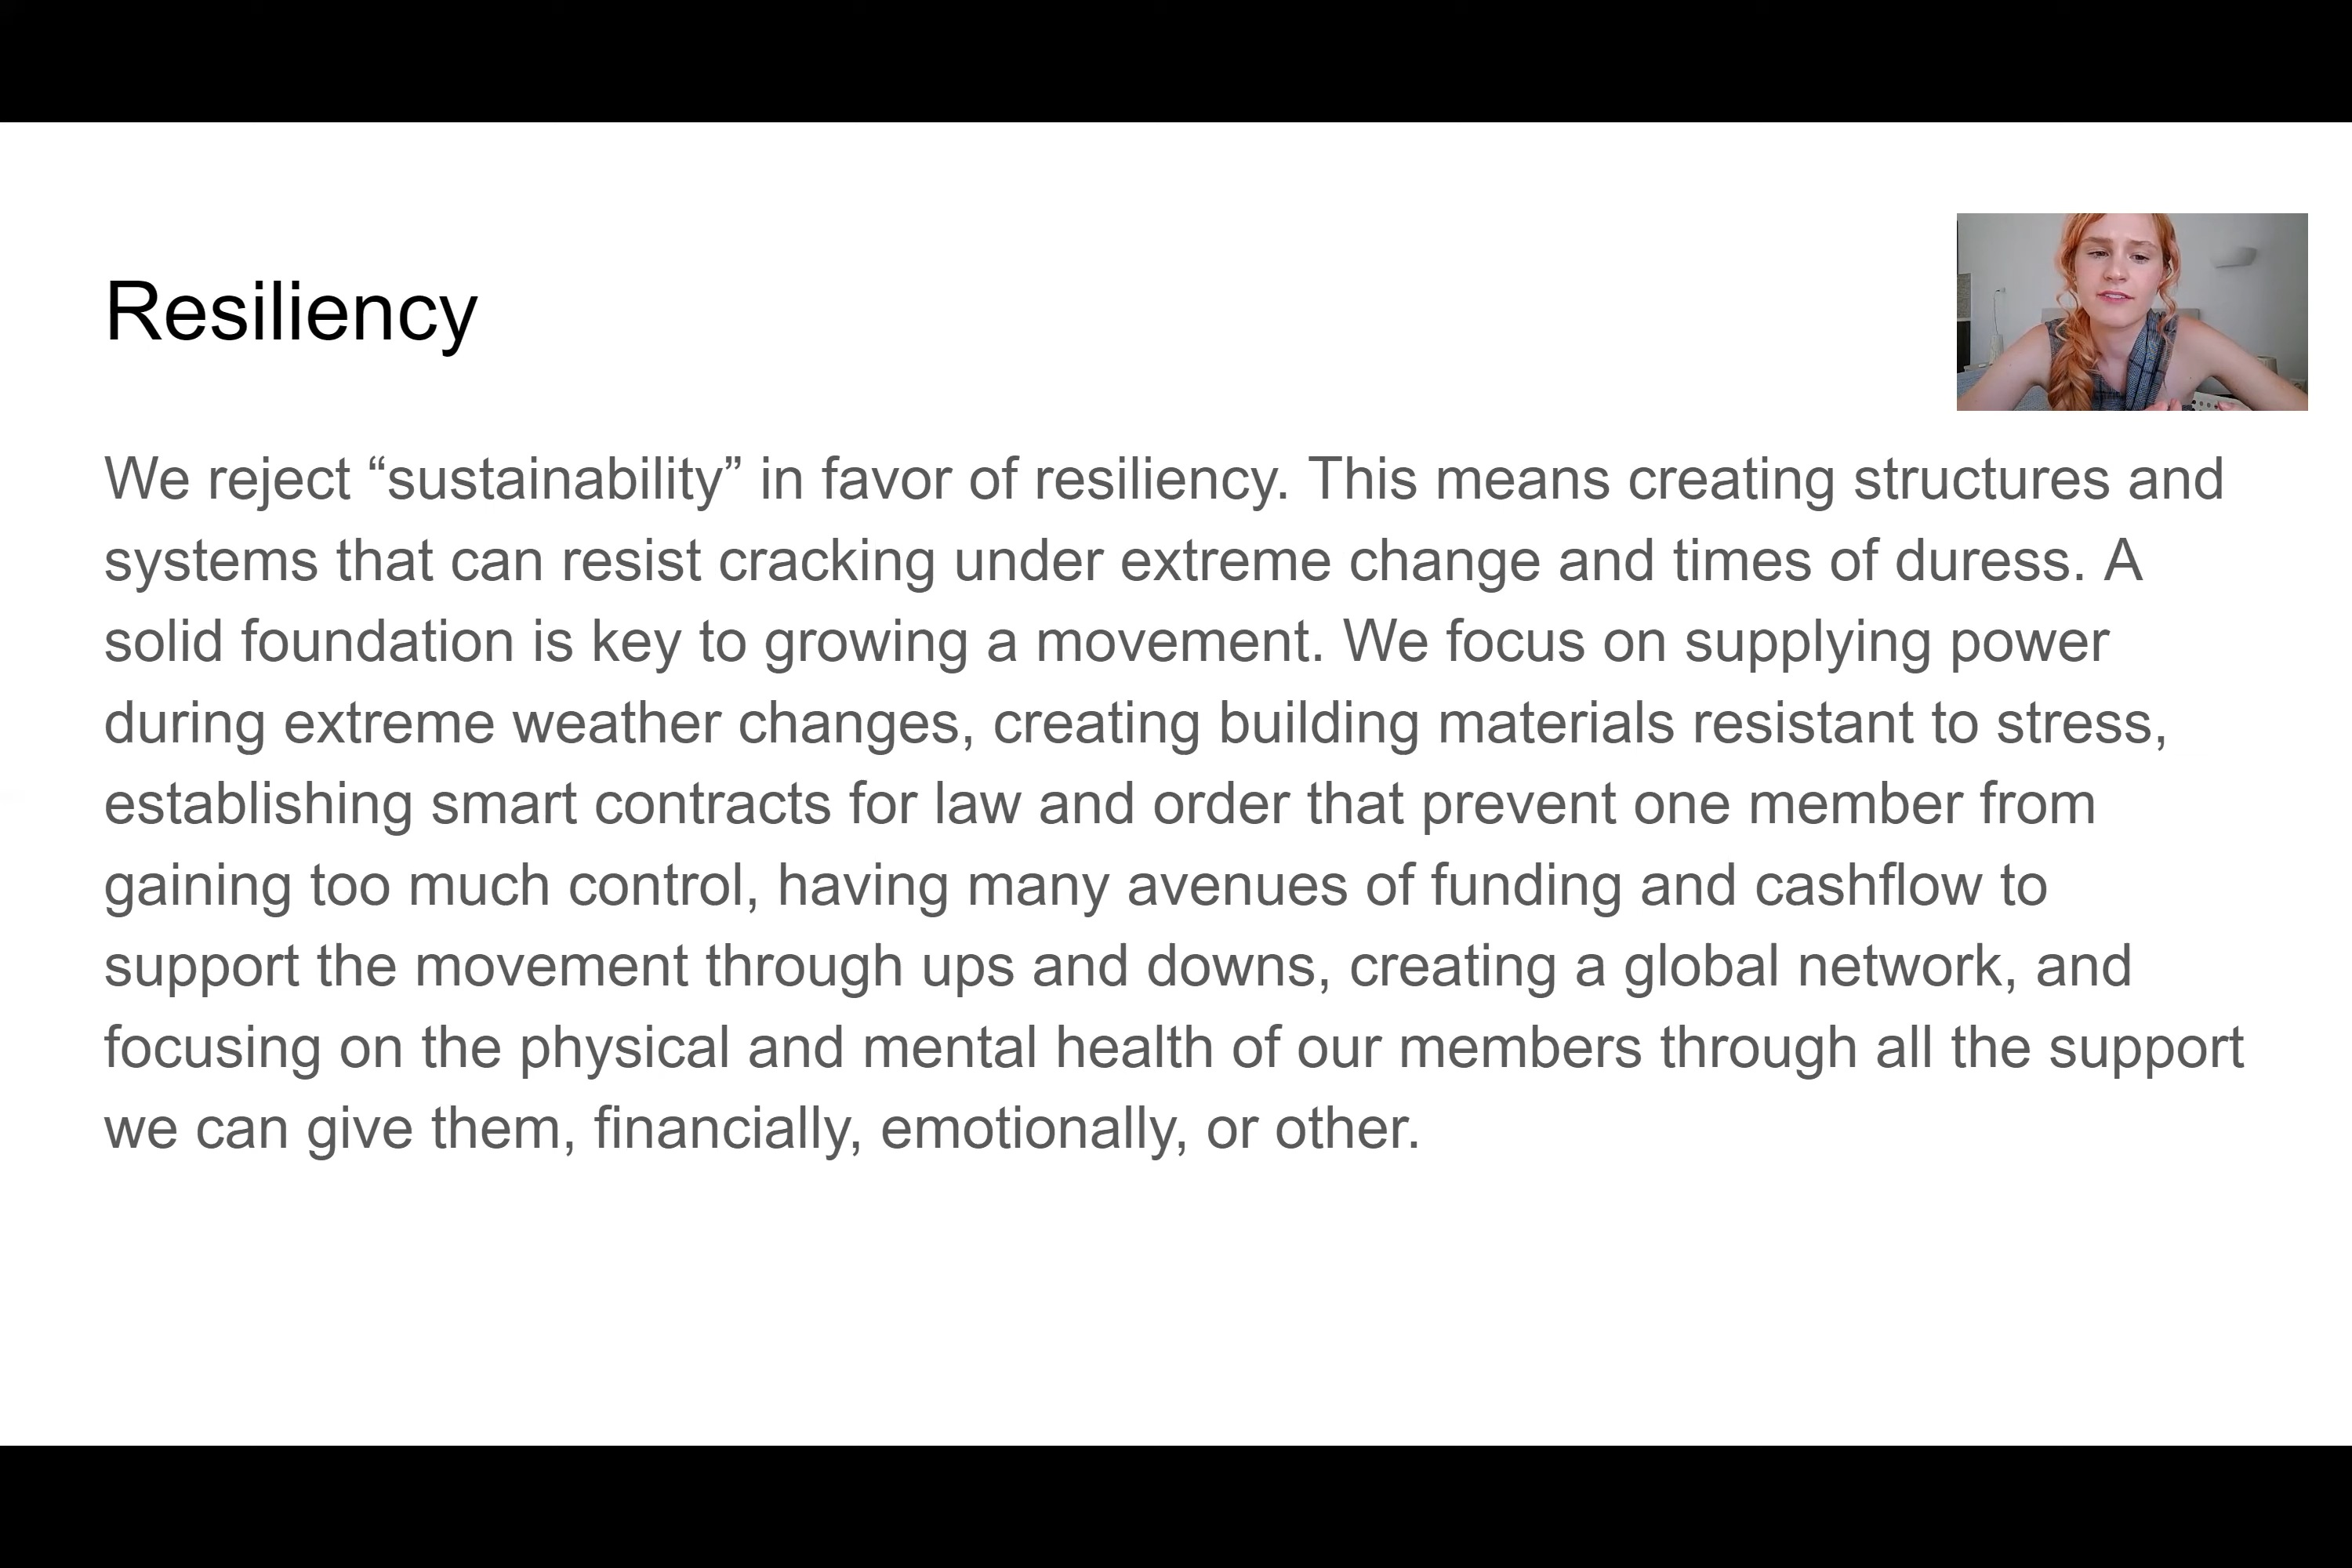 Resiliency
We reject “sustainability” in favor of resiliency. This means creating structures and
systems that can resist cracking under extreme change and times of duress. A
solid foundation is key to growing a movement. We focus on supplying power
during extreme weather changes, creating building materials resistant to stress,
establishing smart contracts for law and order that prevent one member from
gaining too much control, having many avenues of funding and cashflow to
support the movement through ups and downs, creating a global network, and
focusing on the physical and mental health of our members through all the support
we can give them, financially, emotionally, or other.